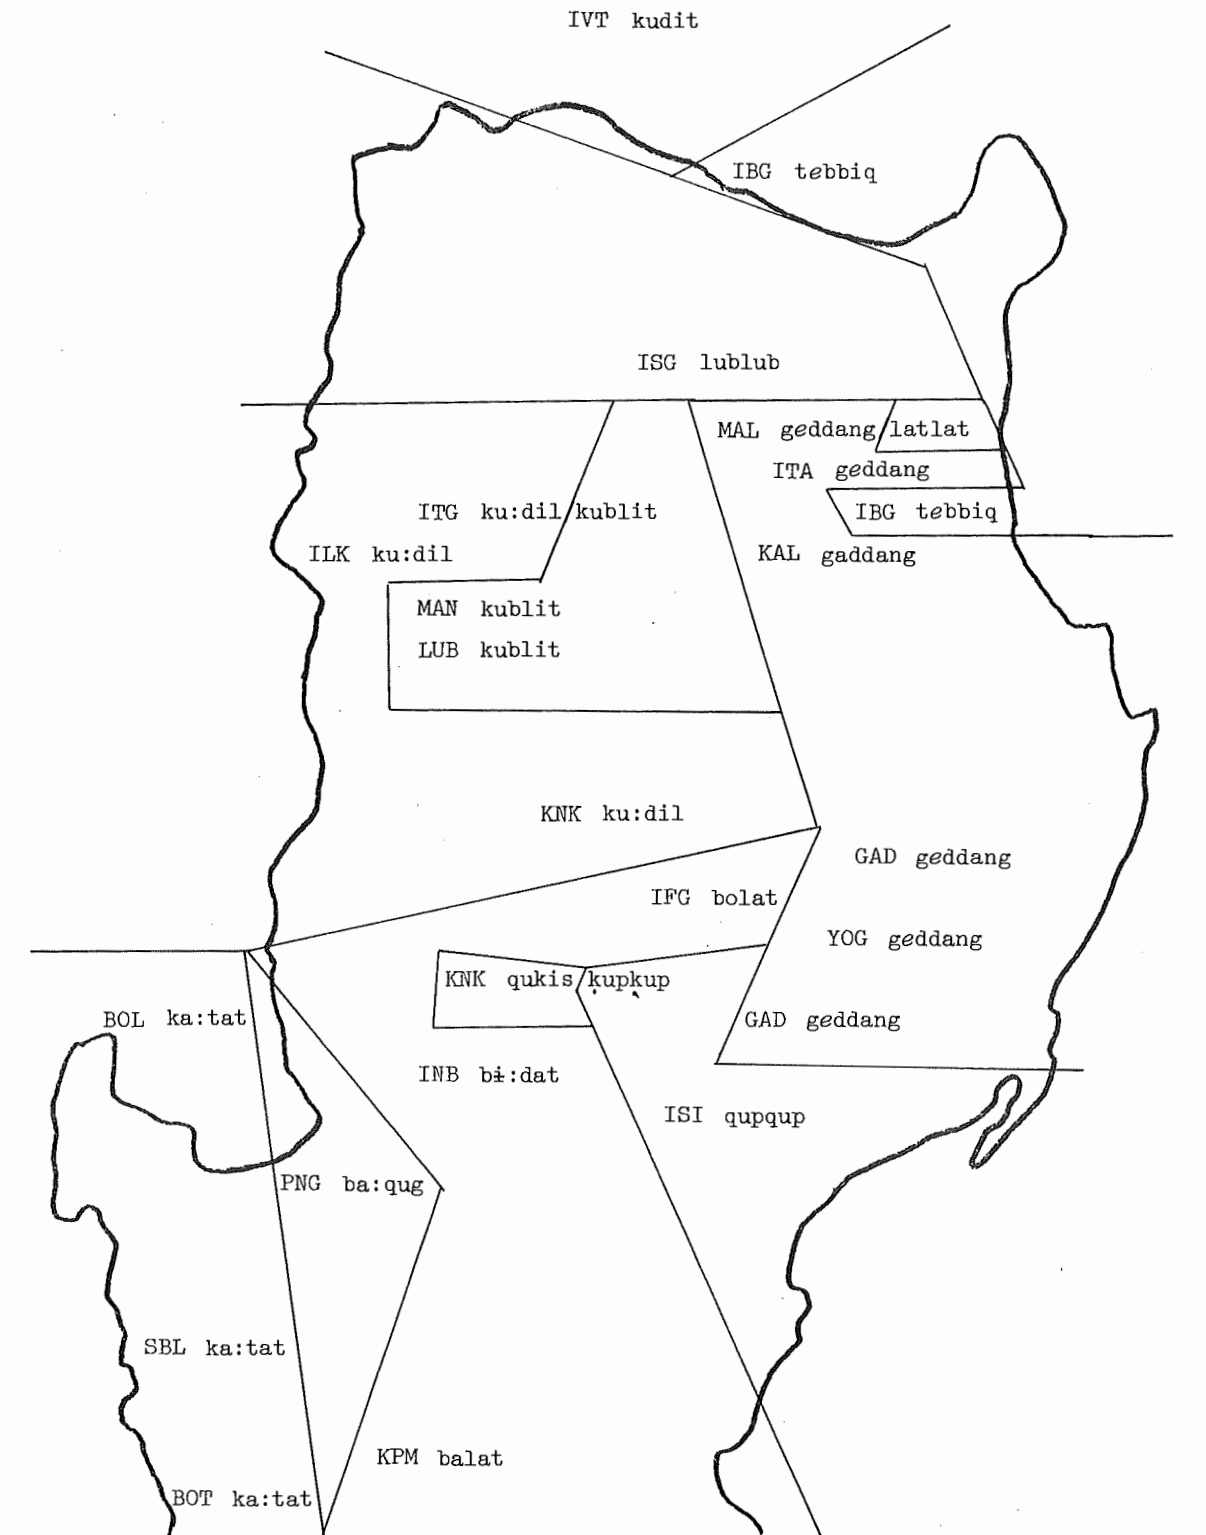 IVT kudit
IBG tebbiq
ISG lublub
MAL geddang/latlat
ITA geddang
ITG ku:dil/kublit
IBG tebbiq
ILK ku:dil
KAL gaddang
MAN kublit
LUB kublit
KNK ku:dil
GAD geddang
IFG bolat
YOG geddang
KNK qukis/ḳupḳup
BOL ka:tat
GAD geddang
INB bɨ:dat
ISI qupqup
PNG ba:qug
SBL ka:tat
KPM balat
BOT ka:tat